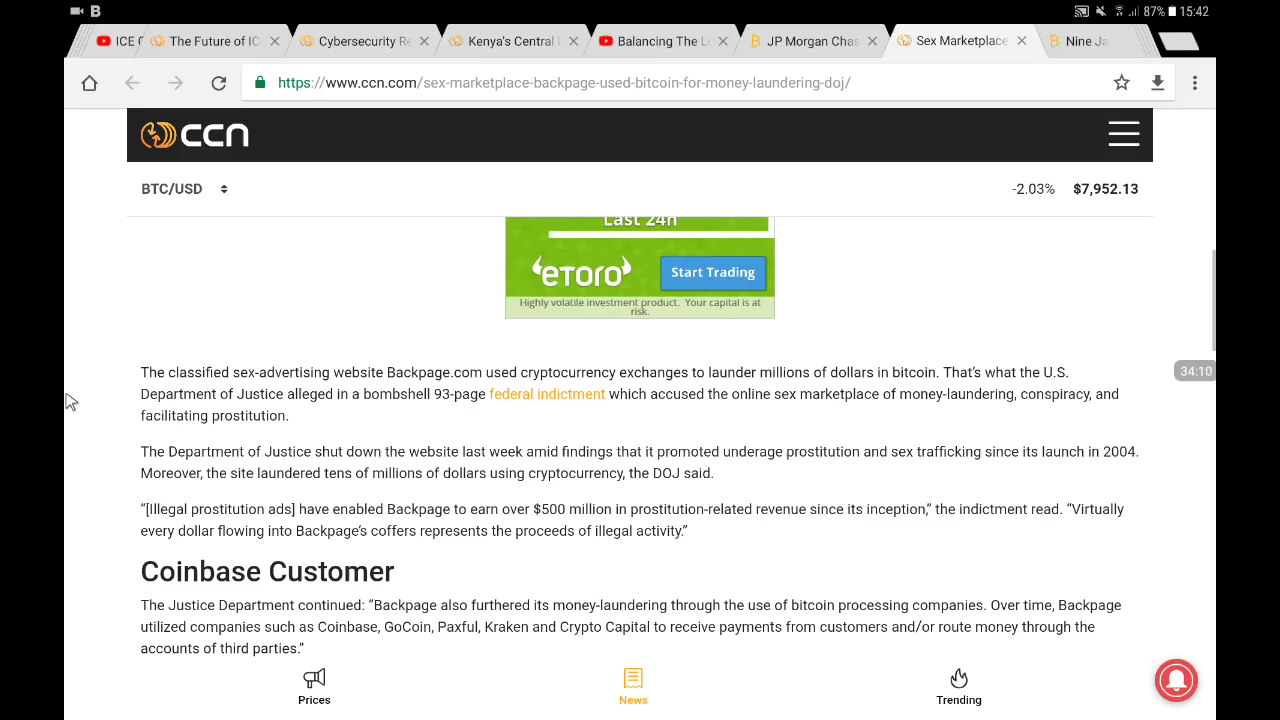 B 87% 15:42
ICE The Future of IC Cybersecurity Re Kenya's Central Balancing The L JP Morgan Chas Sex Marketplace Nine Ja
https://www.ccn.com/sex-marketplace-backpage-used-bitcoin-for-money-laundering-doj/
ccn
BTC/USD -2.03% $7,952.13
Last 24h
eToro Start Trading
Highly volatile investment product. Your capital is at
risk.
The classified sex-advertising website Backpage.com used cryptocurrency exchanges to launder millions of dollars in bitcoin. That's what the U.S.
34:10
Department of Justice alleged in a bombshell 93-page federal indictment which accused the online sex marketplace of money-laundering, conspiracy, and
facilitating prostitution.
The Department of Justice shut down the website last week amid findings that it promoted underage prostitution and sex trafficking since its launch in 2004.
Moreover, the site laundered tens of millions of dollars using cryptocurrency, the DOJ said.
“[Illegal prostitution ads] have enabled Backpage to earn over $500 million in prostitution-related revenue since its inception,” the indictment read. “Virtually
every dollar flowing into Backpage’s coffers represents the proceeds of illegal activity.”
Coinbase Customer
The Justice Department continued: “Backpage also furthered its money-laundering through the use of bitcoin processing companies. Over time, Backpage
utilized companies such as Coinbase, GoCoin, Paxful, Kraken and Crypto Capital to receive payments from customers and/or route money through the
accounts of third parties.”
Prices News Trending